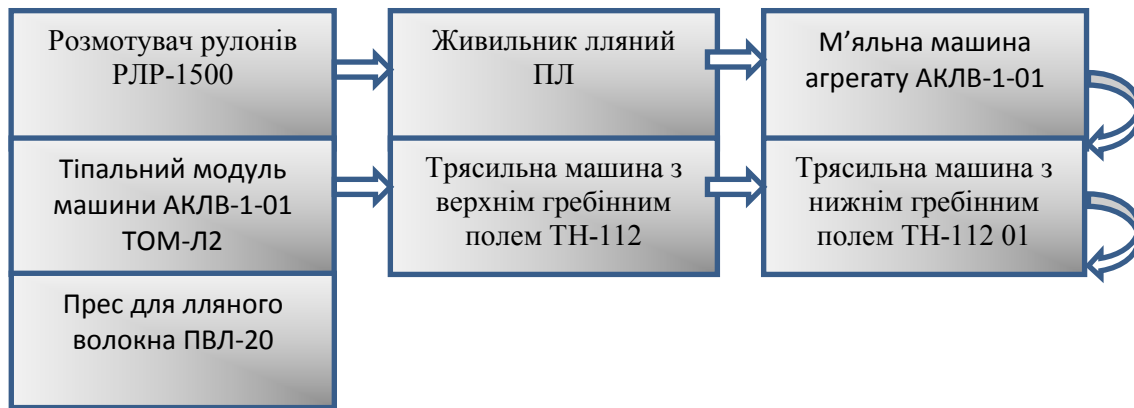 Розмотувач рулонів
РЛР-1500
Живильник лляний
ПЛ
М’яльна машина
агрегату АКЛВ-1-01
Тіпальний модуль
машини АКЛВ-1-01
ТОМ-Л2
Трясильна машина з
верхнім гребінним
полем ТН-112
Трясильна машина з
нижнім гребінним
полем ТН-112 01
Прес для лляного
волокна ПВЛ-20